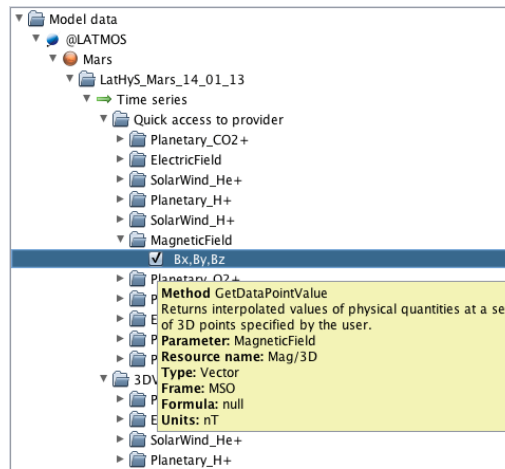 Model data
@LATMOS
Mars
LatHyS_Mars_14_01_13
Time series
Quick access to provider
Planetary_CO2+
ElectricField
SolarWind_He+
Planetary_H+
SolarWind_H+
MagneticField
Bx,By,Bz
Planetary_O2+
Method GetDataPointValue
Returns interpolated values of physical quantities at a se
of 3D points specified by the user.
Parameter: MagneticField
Resource name: Mag/3D
Type: Vector
Frame: MSO
Formula: null
Units: nT
P
E
P
P
3DV
P
E
SolarWind_He+
Planetary_H+